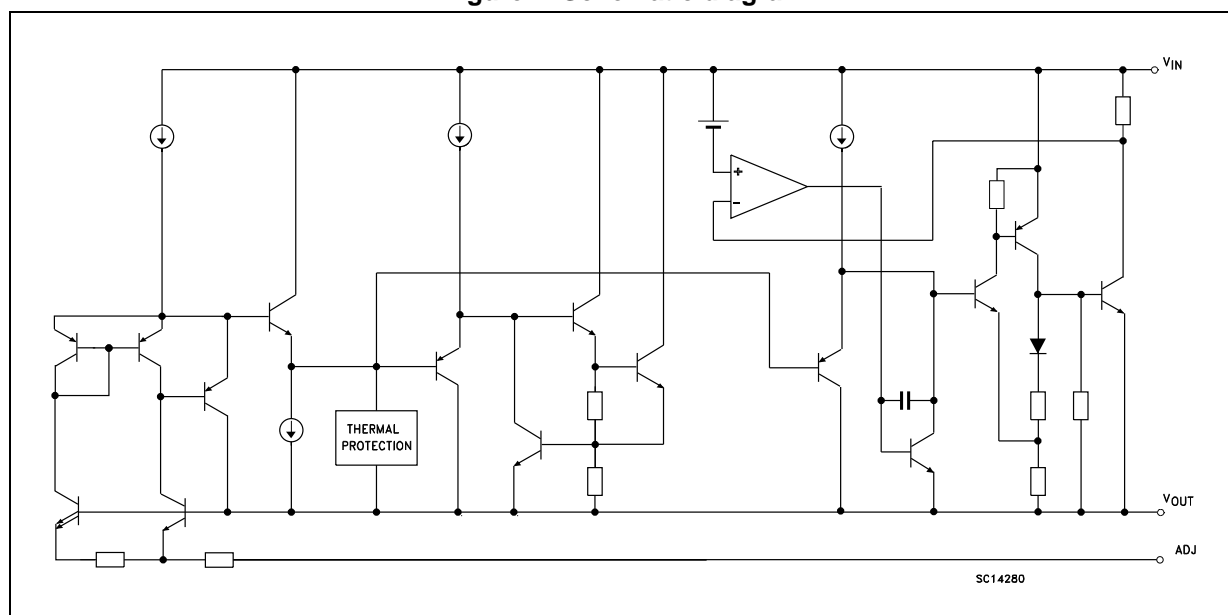 VIN
+
-
THERMAL
PROTECTION
VOUT
ADJ
SC14280